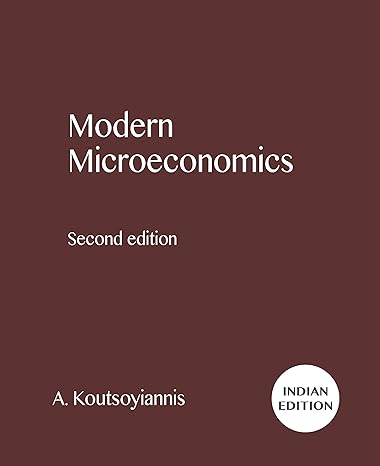 Modern
Microeconomics
Second edition
A. Koutsoyiannis
INDIAN
EDITION